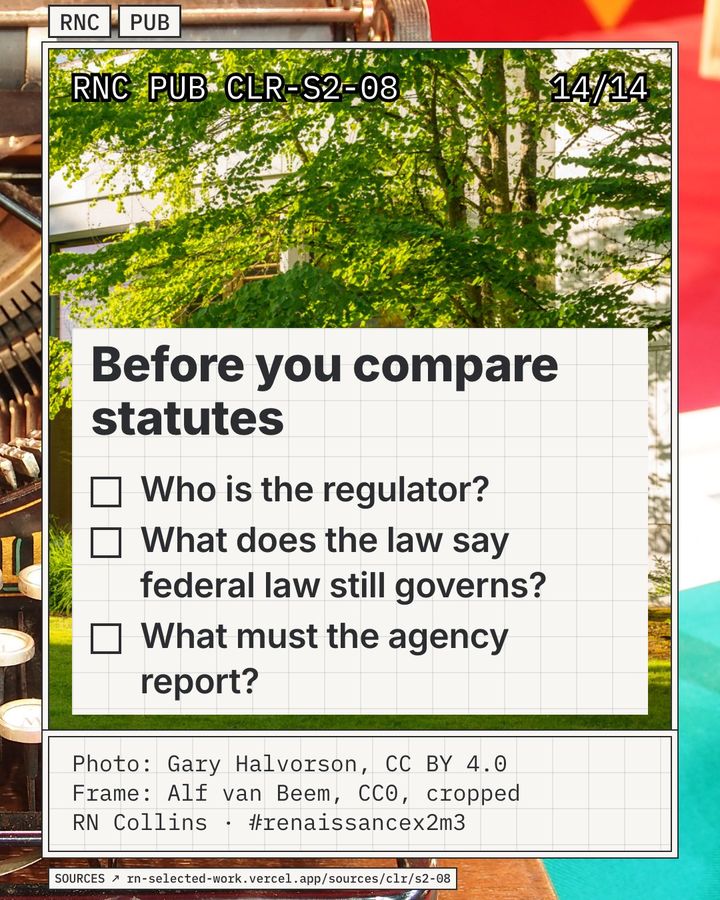 RNC PUB
RNC PUB CLR-S2-08 14/14
Before you compare
statutes
Who is the regulator?
What does the law say
federal law still governs?
What must the agency
report?
Photo: Gary Halvorson, CC BY 4.0
Frame: Alf van Beem, CC0, cropped
RN Collins · #renaissancex2m3
SOURCES ↗ rn-selected-work.vercel.app/sources/clr/s2-08